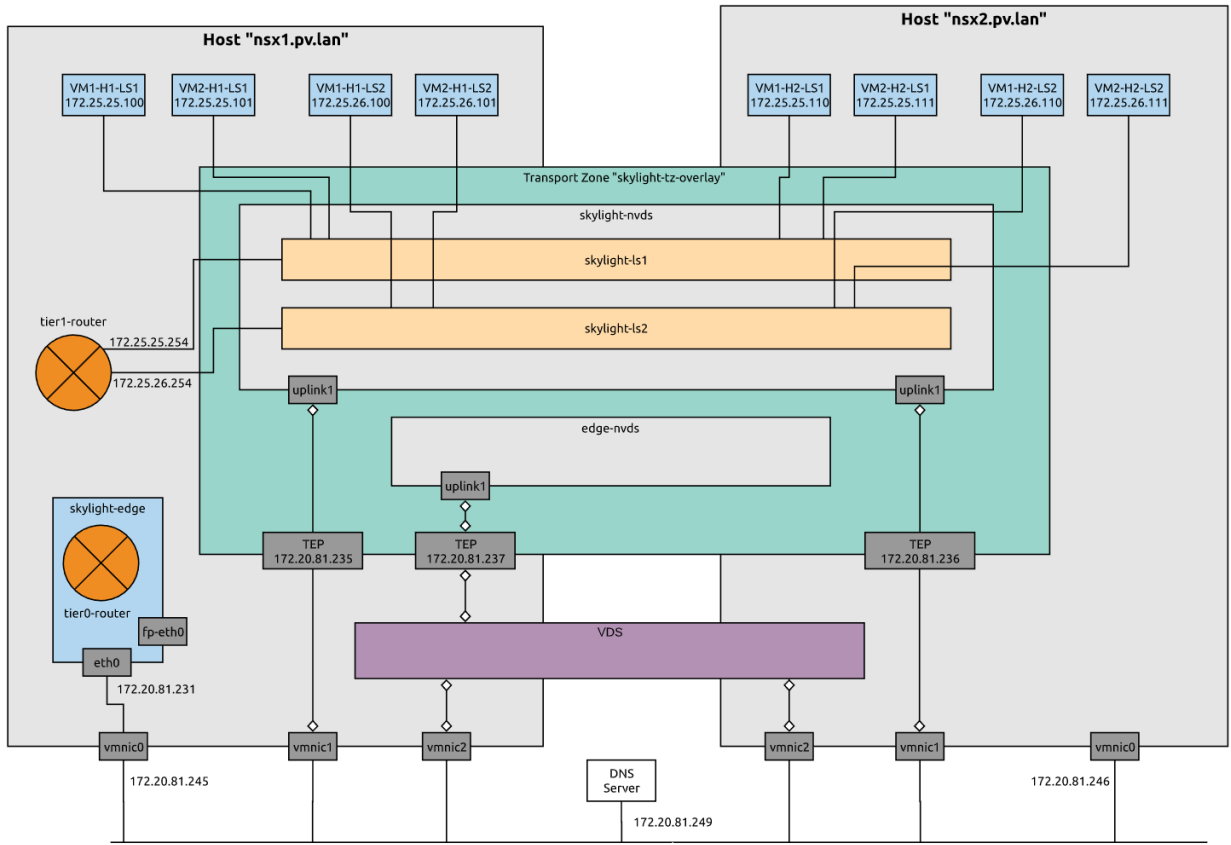 Host "nsx1.pv.lan"
Host "nsx2.pv.lan"
VM1-H1-LS1
172.25.25.100
VM2-H1-LS1
172.25.25.101
VM1-H1-LS2
172.25.26.100
VM2-H1-LS2
172.25.26.101
VM1-H2-LS1
172.25.25.110
VM2-H2-LS1
172.25.25.111
VM1-H2-LS2
172.25.26.110
VM2-H2-LS2
172.25.26.111
Transport Zone "skylight-tz-overlay"
skylight-nvds
skylight-ls1
skylight-ls2
tier1-router
172.25.25.254
172.25.26.254
uplink1
uplink1
edge-nvds
uplink1
skylight-edge
tier0-router
fp-eth0
eth0
172.20.81.231
TEP
172.20.81.235
TEP
172.20.81.237
TEP
172.20.81.236
VDS
vmnic0
vmnic1
vmnic2
vmnic2
vmnic1
vmnic0
172.20.81.245
DNS
Server
172.20.81.249
172.20.81.246